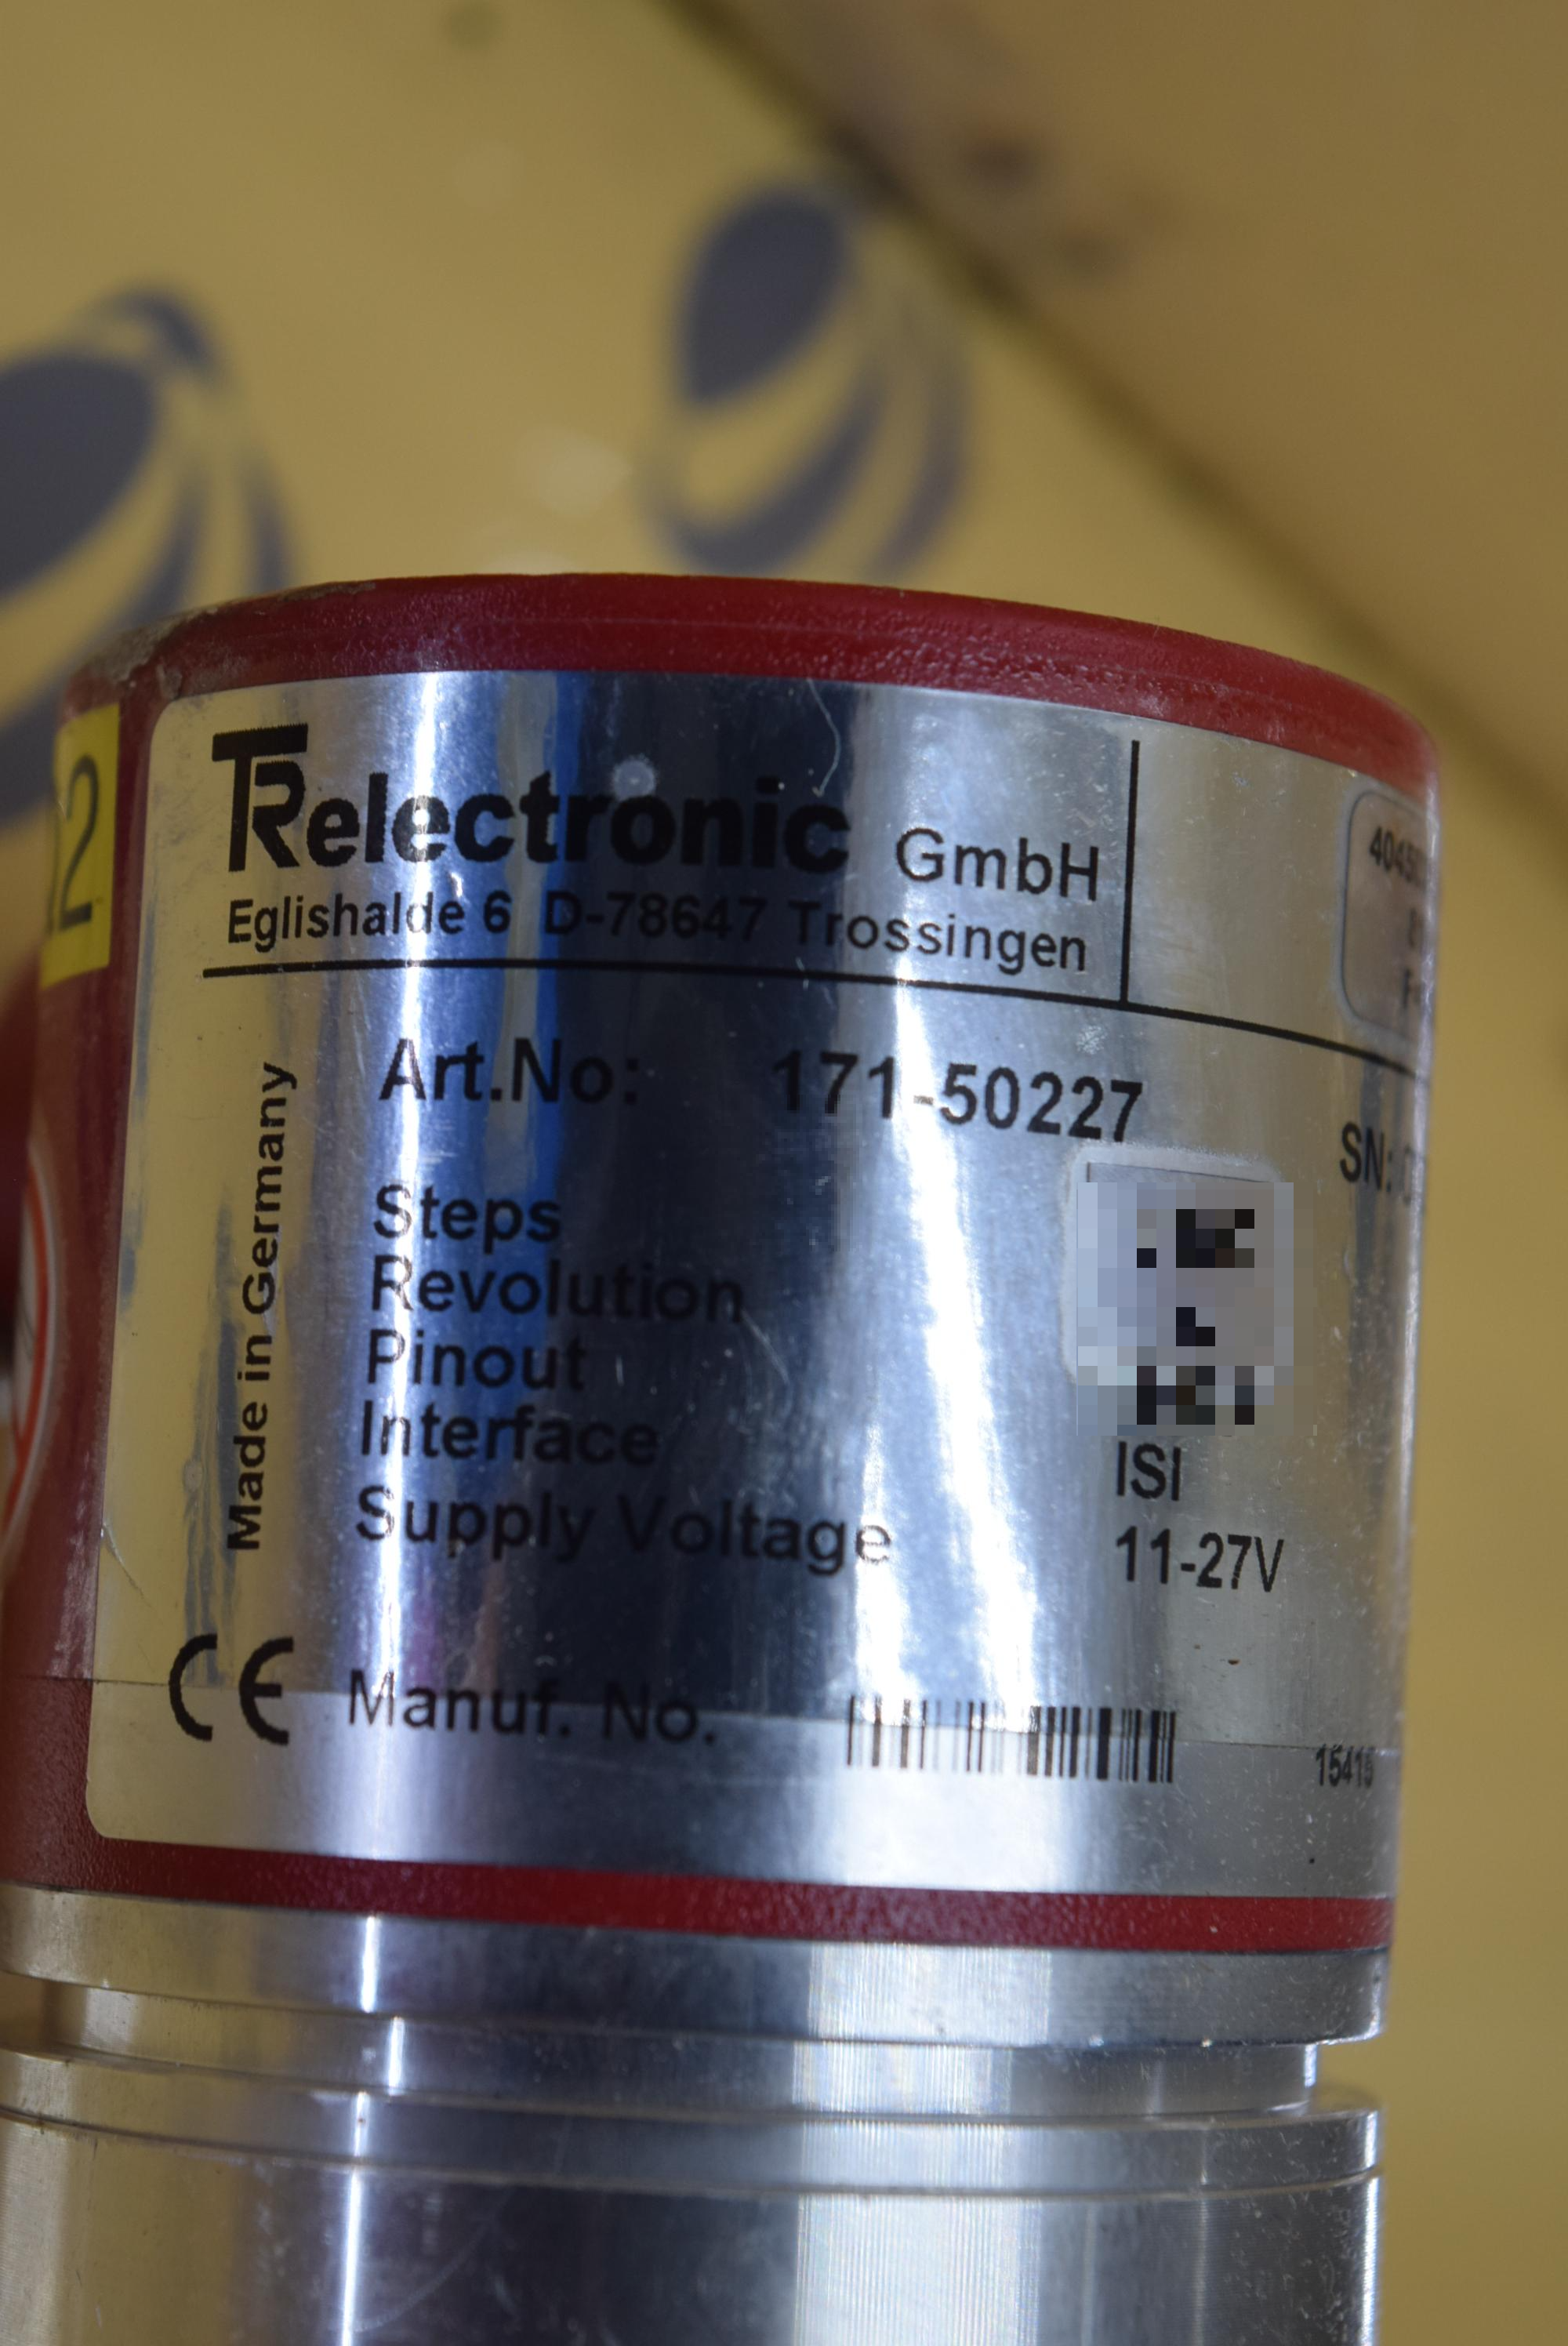 TRelectronic GmbH
Eglishalde 6 D-78647 Trossingen
Art.No: 171-50227
SN:
Made in Germany
Steps
Revolution
Pinout
Interface ISI
Supply Voltage 11-27V
CE Manuf. No.